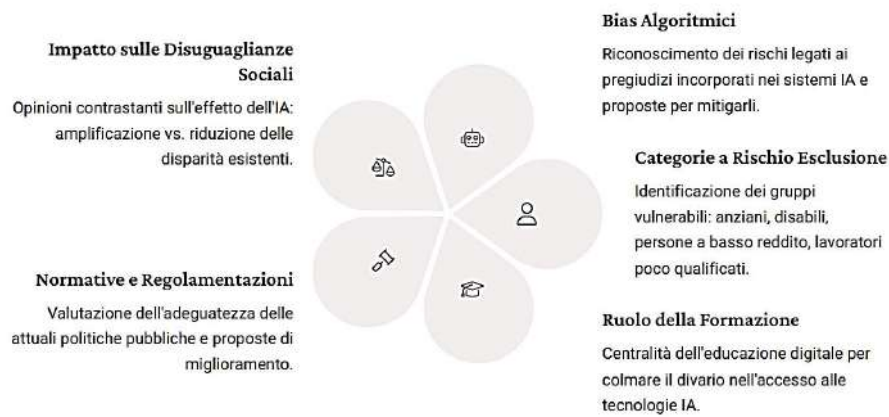 Impatto sulle Disuguaglianze
Sociali
Opinioni contrastanti sull'effetto dell'IA:
amplificazione vs. riduzione delle
disparità esistenti.
Normative e Regolamentazioni
Valutazione dell'adeguatezza delle
attuali politiche pubbliche e proposte di
miglioramento.
Bias Algoritmici
Riconoscimento dei rischi legati ai
pregiudizi incorporati nei sistemi IA e
proposte per mitigarli.
Categorie a Rischio Esclusione
Identificazione dei gruppi
vulnerabili: anziani, disabili,
persone a basso reddito, lavoratori
poco qualificati.
Ruolo della Formazione
Centralità dell'educazione digitale per
colmare il divario nell'accesso alle
tecnologie IA.